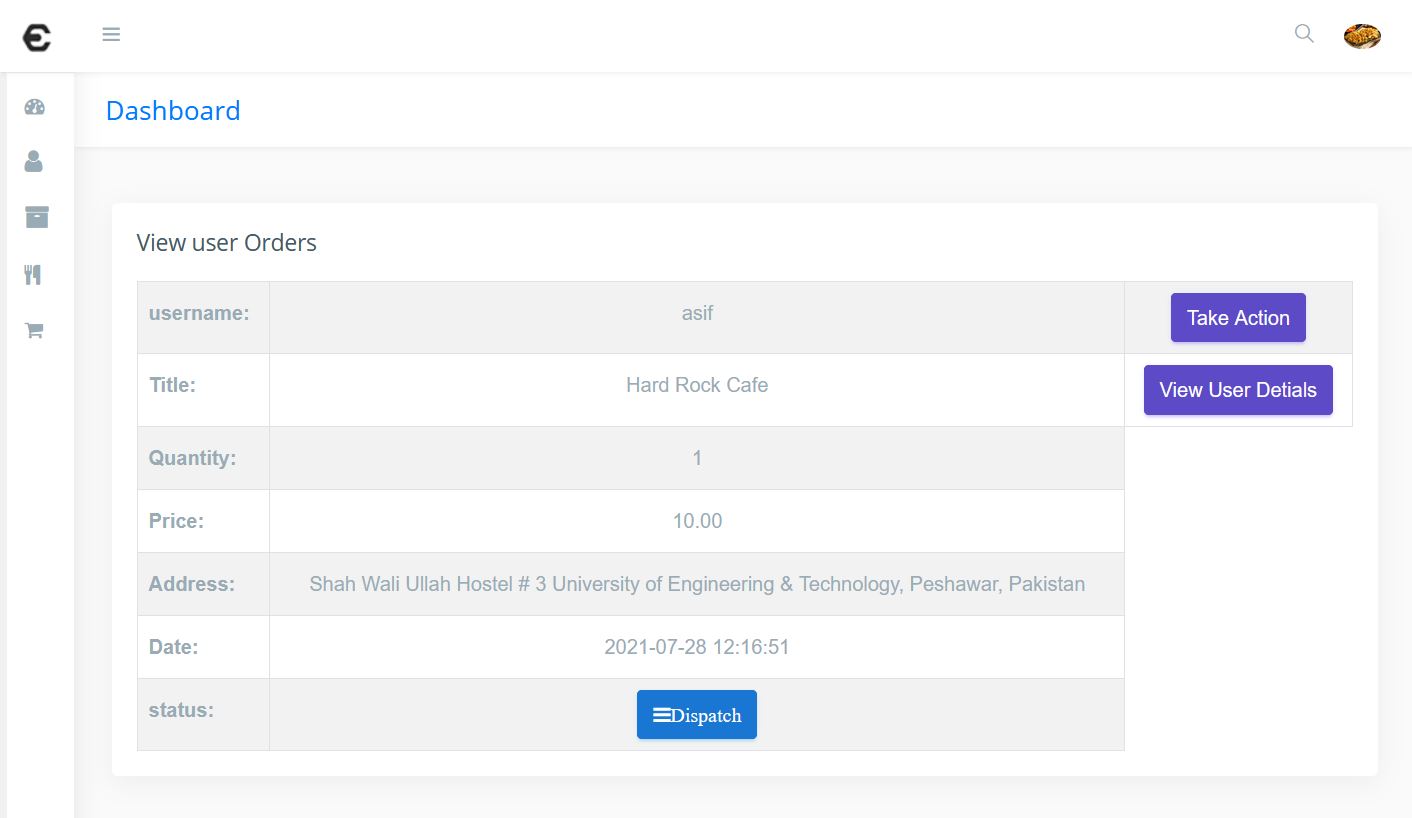 Dashboard
View user Orders
username: asif Take Action
Title: Hard Rock Cafe View User Detials
Quantity: 1
Price: 10.00
Address: Shah Wali Ullah Hostel # 3 University of Engineering & Technology, Peshawar, Pakistan
Date: 2021-07-28 12:16:51
status: Dispatch